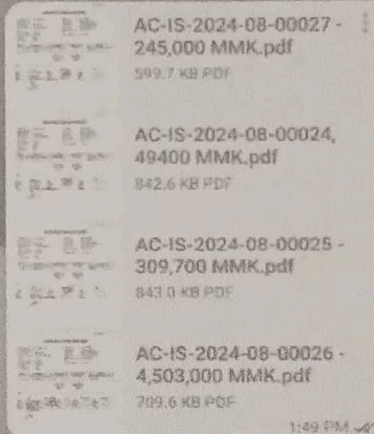 AC-IS-2024-08-00027 -
245,000 MMK.pdf
599.7 KB PDF
AC-IS-2024-08-00024,
49400 MMK.pdf
842.6 KB PDF
AC-IS-2024-08-00025 -
309,700 MMK.pdf
843.0 KB PDF
AC-IS-2024-08-00026 -
4,503,000 MMK.pdf
709.6 KB PDF
1:49 PM